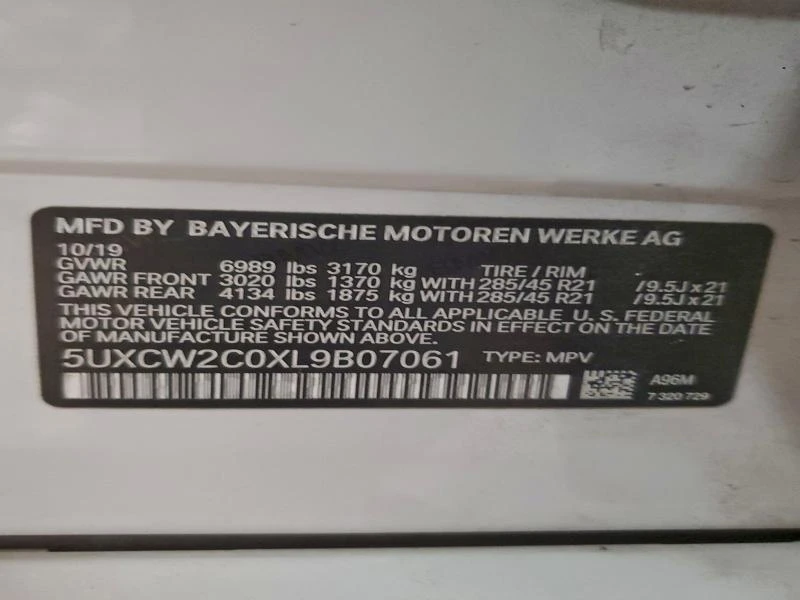 MFD BY BAYERISCHE MOTOREN WERKE AG
10/19
GVWR 6989 lbs 3170 kg TIRE / RIM
GAWR FRONT 3020 lbs 1370 kg WITH 285/45 R21 /9.5J x 21
GAWR REAR 4134 lbs 1875 kg WITH 285/45 R21 /9.5J x 21
THIS VEHICLE CONFORMS TO ALL APPLICABLE U. S. FEDERAL
MOTOR VEHICLE SAFETY STANDARDS IN EFFECT ON THE DATE
OF MANUFACTURE SHOWN ABOVE.
5UXCW2C0XL9B07061 TYPE: MPV
A96M
7 320 729